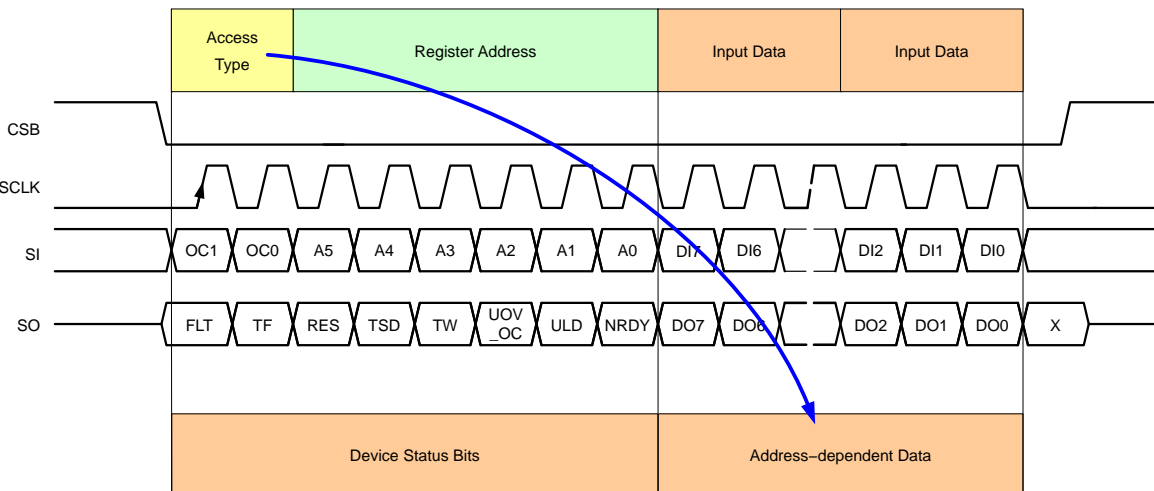 Access
Type
Register Address
Input Data
Input Data
CSB
SCLK
SI
OC1
OC0
A5
A4
A3
A2
A1
A0
DI7
DI6
DI2
DI1
DI0
SO
FLT
TF
RES
TSD
TW
UOV
_OC
ULD
NRDY
DO7
DO6
DO2
DO1
DO0
X
Device Status Bits
Address−dependent Data